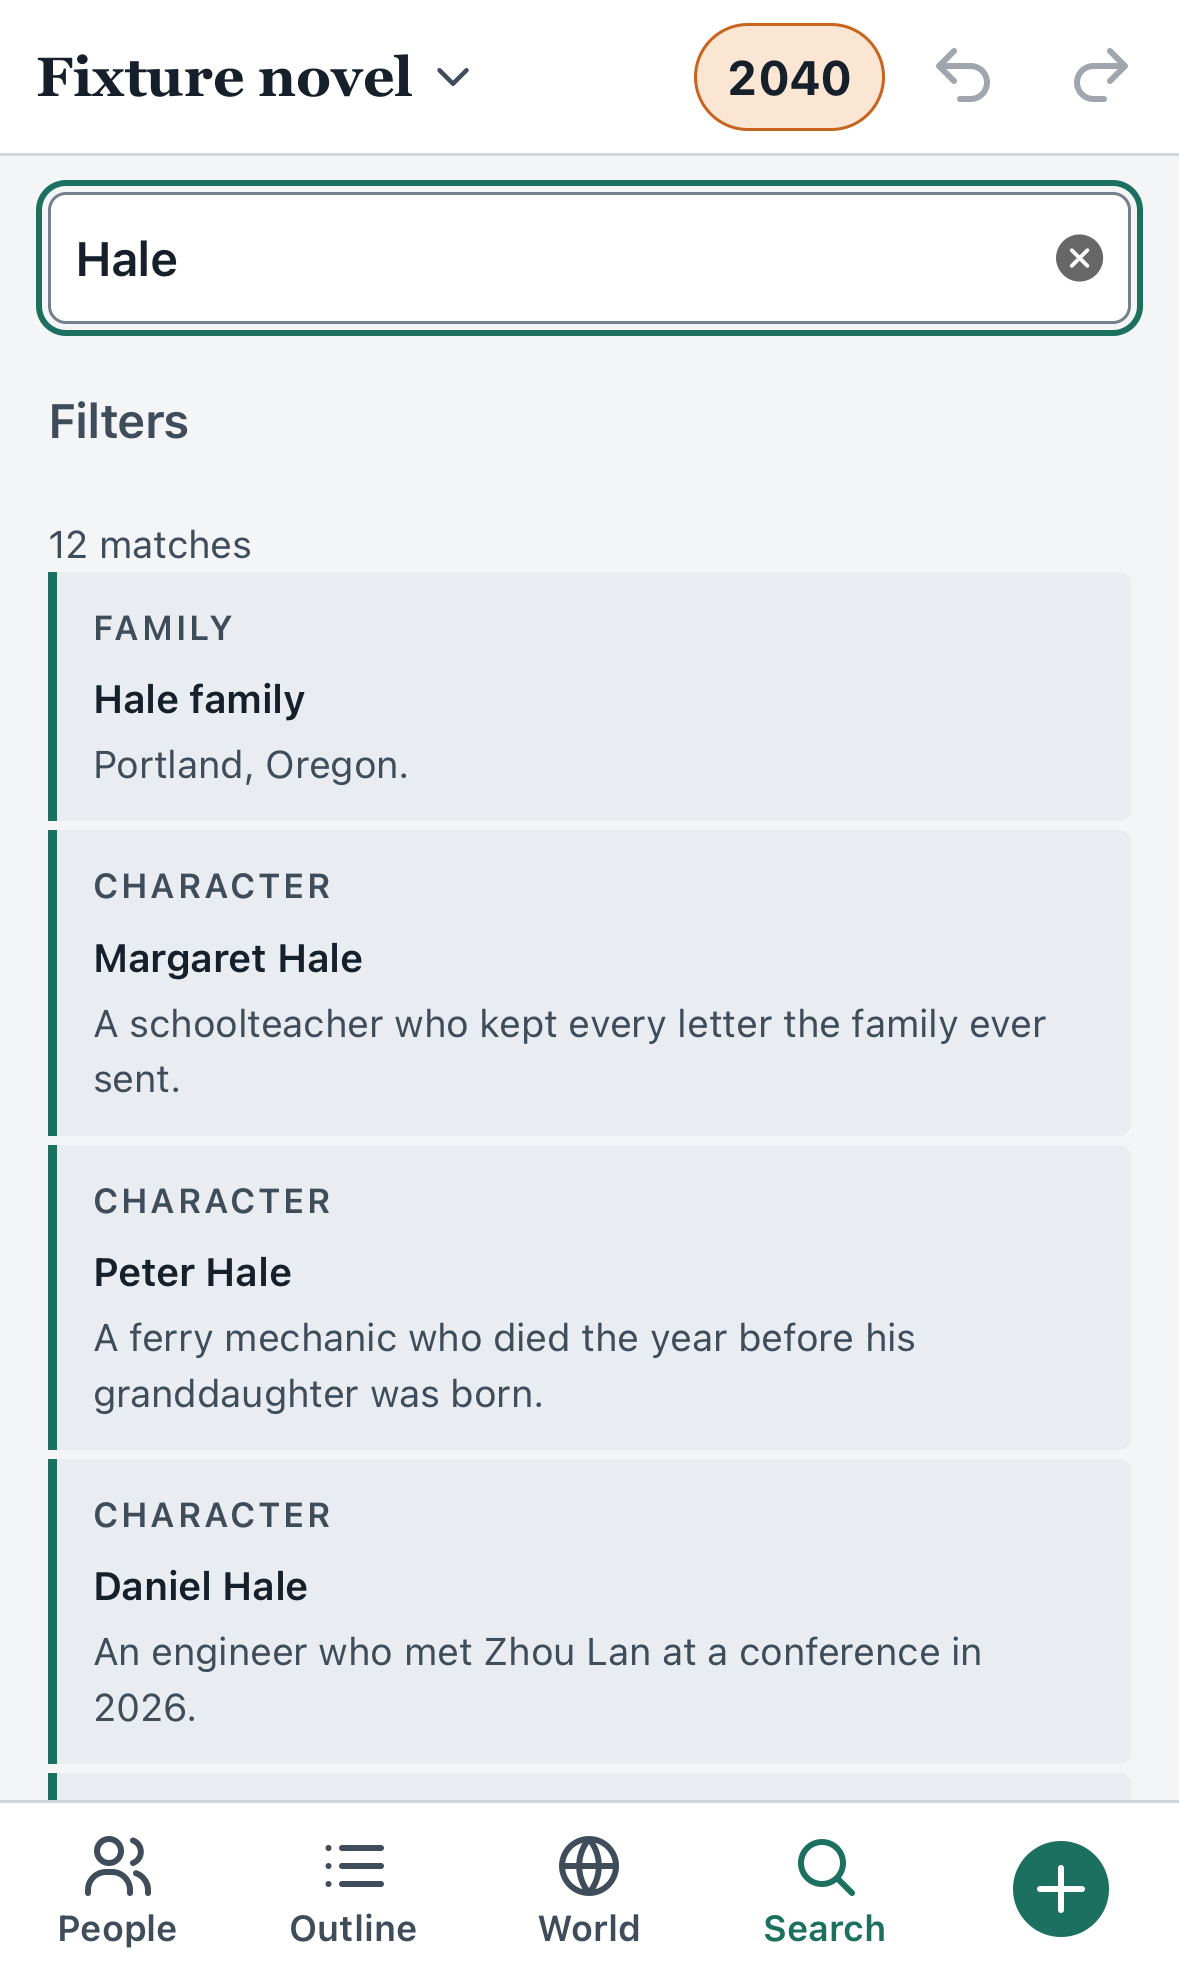 Fixture novel
2040
Hale
Filters
12 matches
FAMILY
Hale family
Portland, Oregon.
CHARACTER
Margaret Hale
A schoolteacher who kept every letter the family ever
sent.
CHARACTER
Peter Hale
A ferry mechanic who died the year before his
granddaughter was born.
CHARACTER
Daniel Hale
An engineer who met Zhou Lan at a conference in
2026.
People
Outline
World
Search